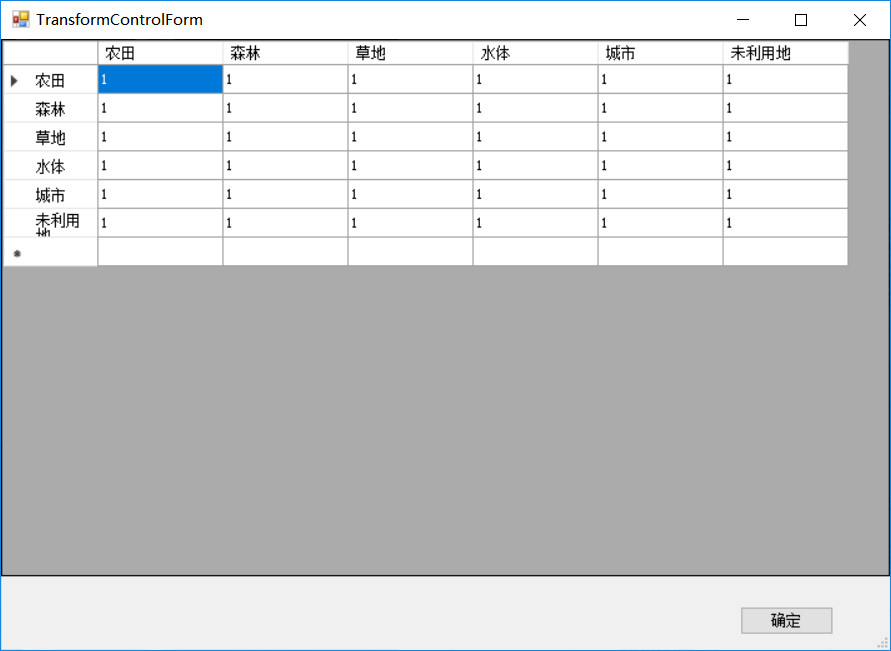 TransformControlForm
农田 森林 草地 水体 城市 未利用地
农田 1 1 1 1 1 1
森林 1 1 1 1 1 1
草地 1 1 1 1 1 1
水体 1 1 1 1 1 1
城市 1 1 1 1 1 1
未利用 1 1 1 1 1 1
地
确定